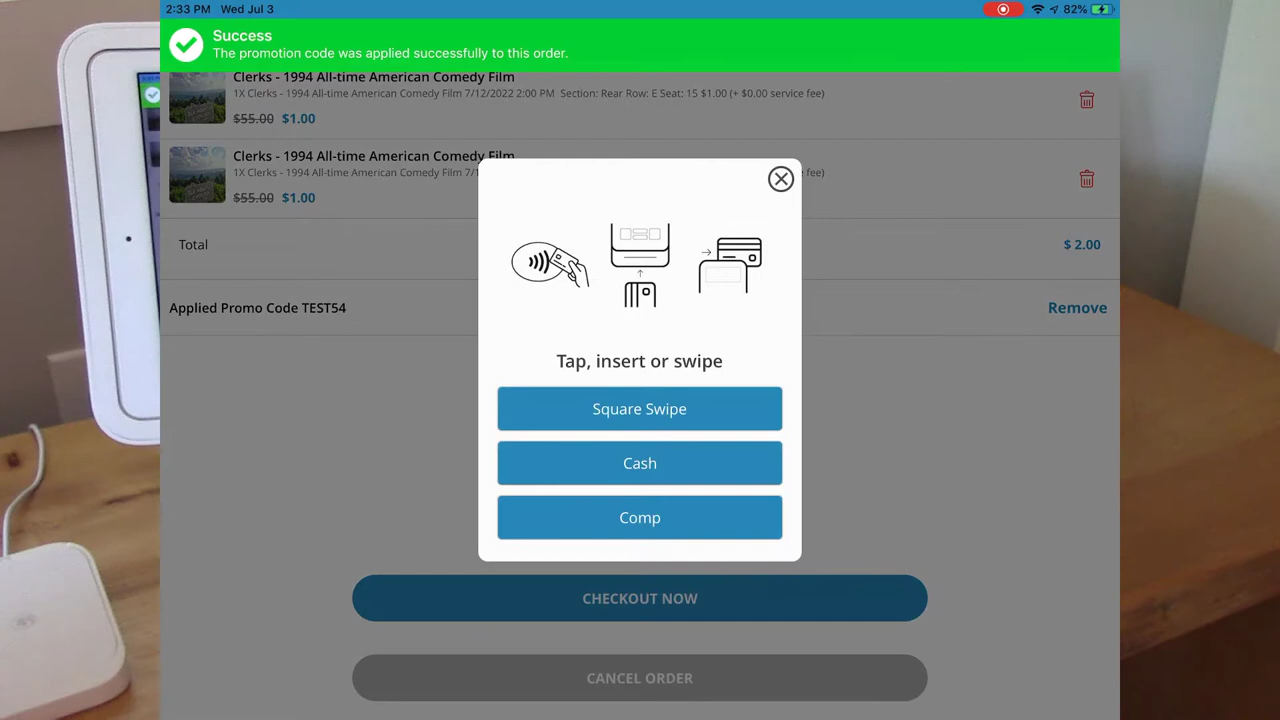 2:33 PM Wed Jul 3
82%
Success
The promotion code was applied successfully to this order.
Clerks - 1994 All-time American Comedy Film
1X Clerks - 1994 All-time American Comedy Film 7/12/2022 2:00 PM Section: Rear Row: E Seat: 15 $1.00 (+ $0.00 service fee)
$55.00 $1.00
Clerks - 1994 All-time American Comedy Film
1X Clerks - 1994 All-time American Comedy Film 7/1 fee)
$55.00 $1.00
Total
$ 2.00
Applied Promo Code TEST54
Remove
Tap, insert or swipe
Square Swipe
Cash
Comp
CHECKOUT NOW
CANCEL ORDER